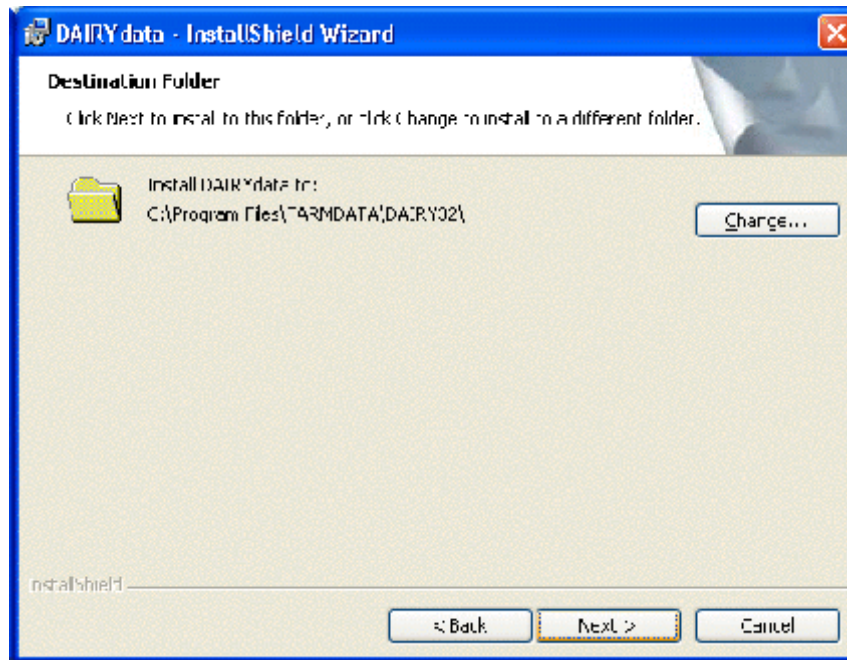 DAIRYdata - InstallShield Wizard
Destination Folder
Click Next to install to this folder, or click Change to install to a different folder.
Install DAIRYdata to:
C:\Program Files\FARMDATA\DAIRY02\
Change...
InstallShield
< Back
Next >
Cancel